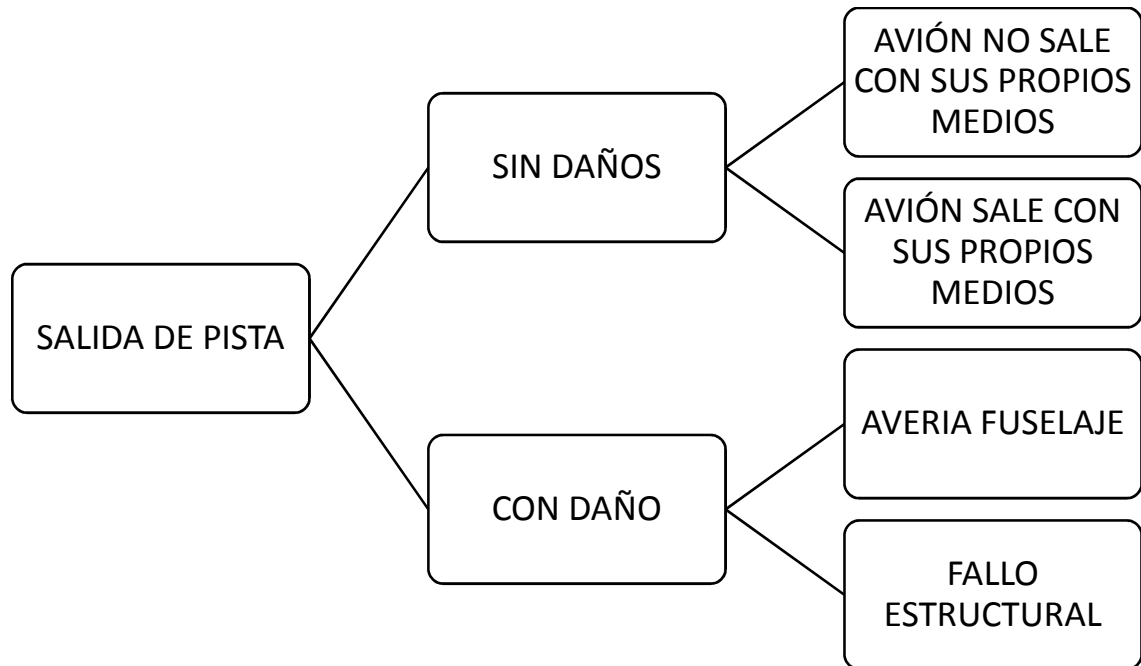 AVIÓN NO SALE
CON SUS PROPIOS
MEDIOS
SIN DAÑOS
AVIÓN SALE CON
SUS PROPIOS
MEDIOS
SALIDA DE PISTA
AVERIA FUSELAJE
CON DAÑO
FALLO
ESTRUCTURAL